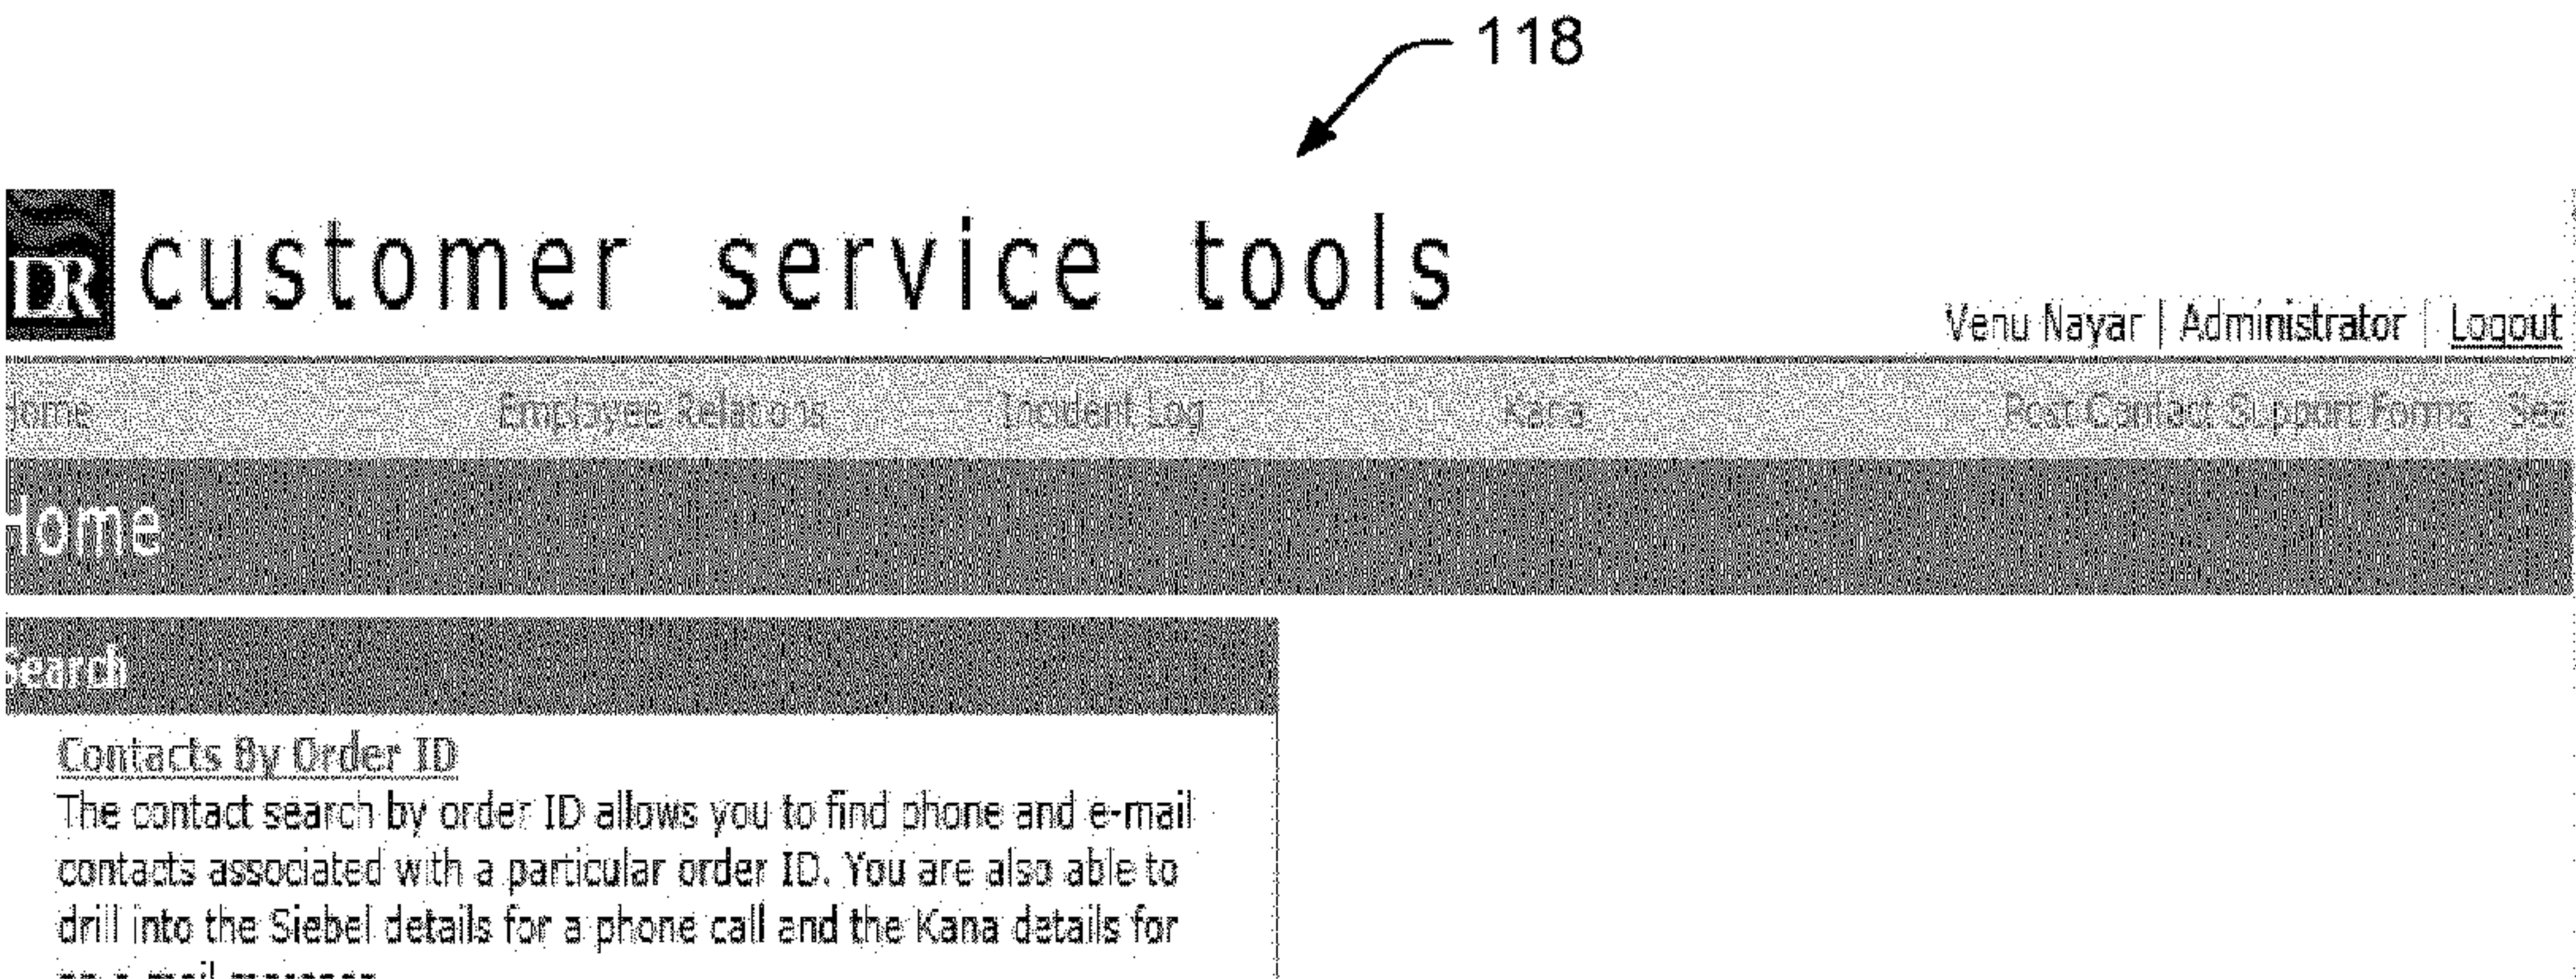 118
DR customer service tools
Venu Nayar | Administrator | Logout
Home Employee Relations Incident Log Kana Post Contact Support Forms Sea
Home
Search
Contacts By Order ID
The contact search by order ID allows you to find phone and e-mail
contacts associated with a particular order ID. You are also able to
drill into the Siebel details for a phone call and the Kana details for